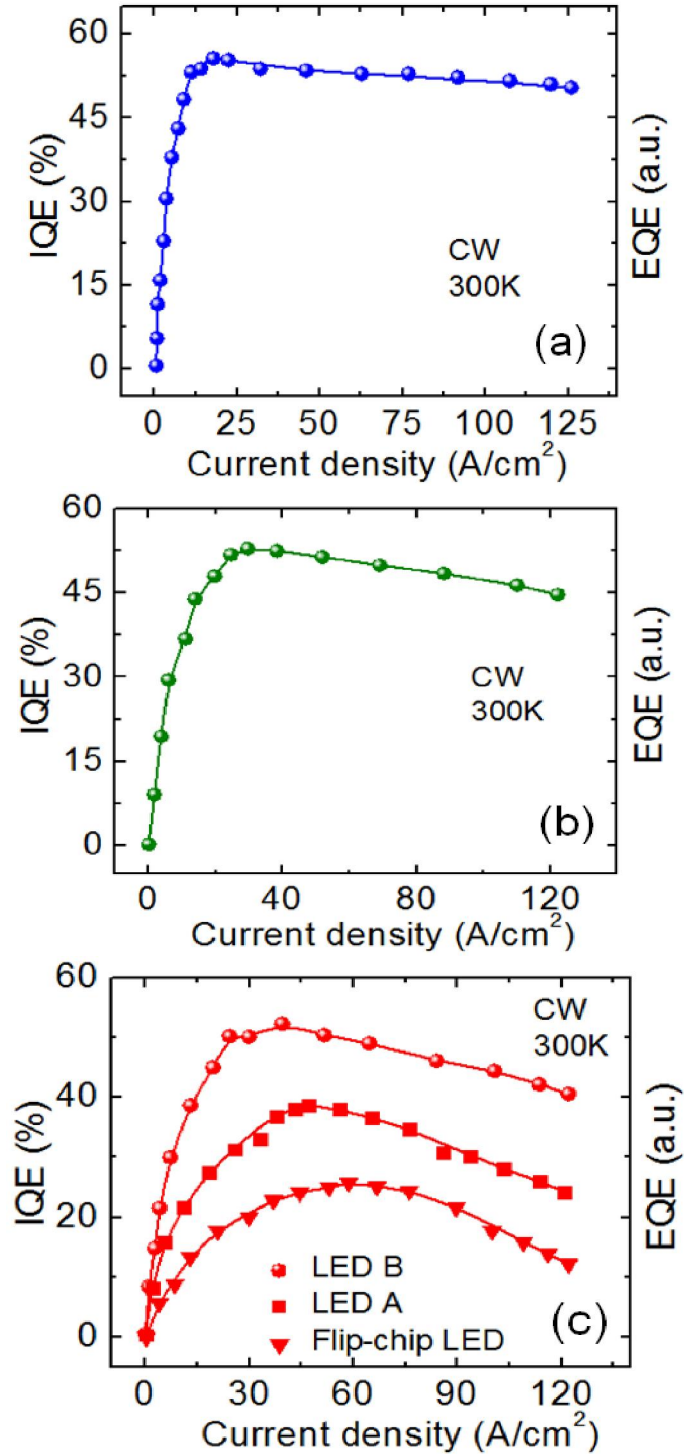 60
45
30
15
0
IQE (%)
EQE (a.u.)
CW
300K
(a)
0 25 50 75 100 125
Current density (A/cm²)
60
45
30
15
0
IQE (%)
EQE (a.u.)
CW
300K
(b)
0 40 80 120
Current density (A/cm²)
60
40
20
0
IQE (%)
EQE (a.u.)
CW
300K
LED B
LED A
Flip-chip LED
(c)
0 30 60 90 120
Current density (A/cm²)